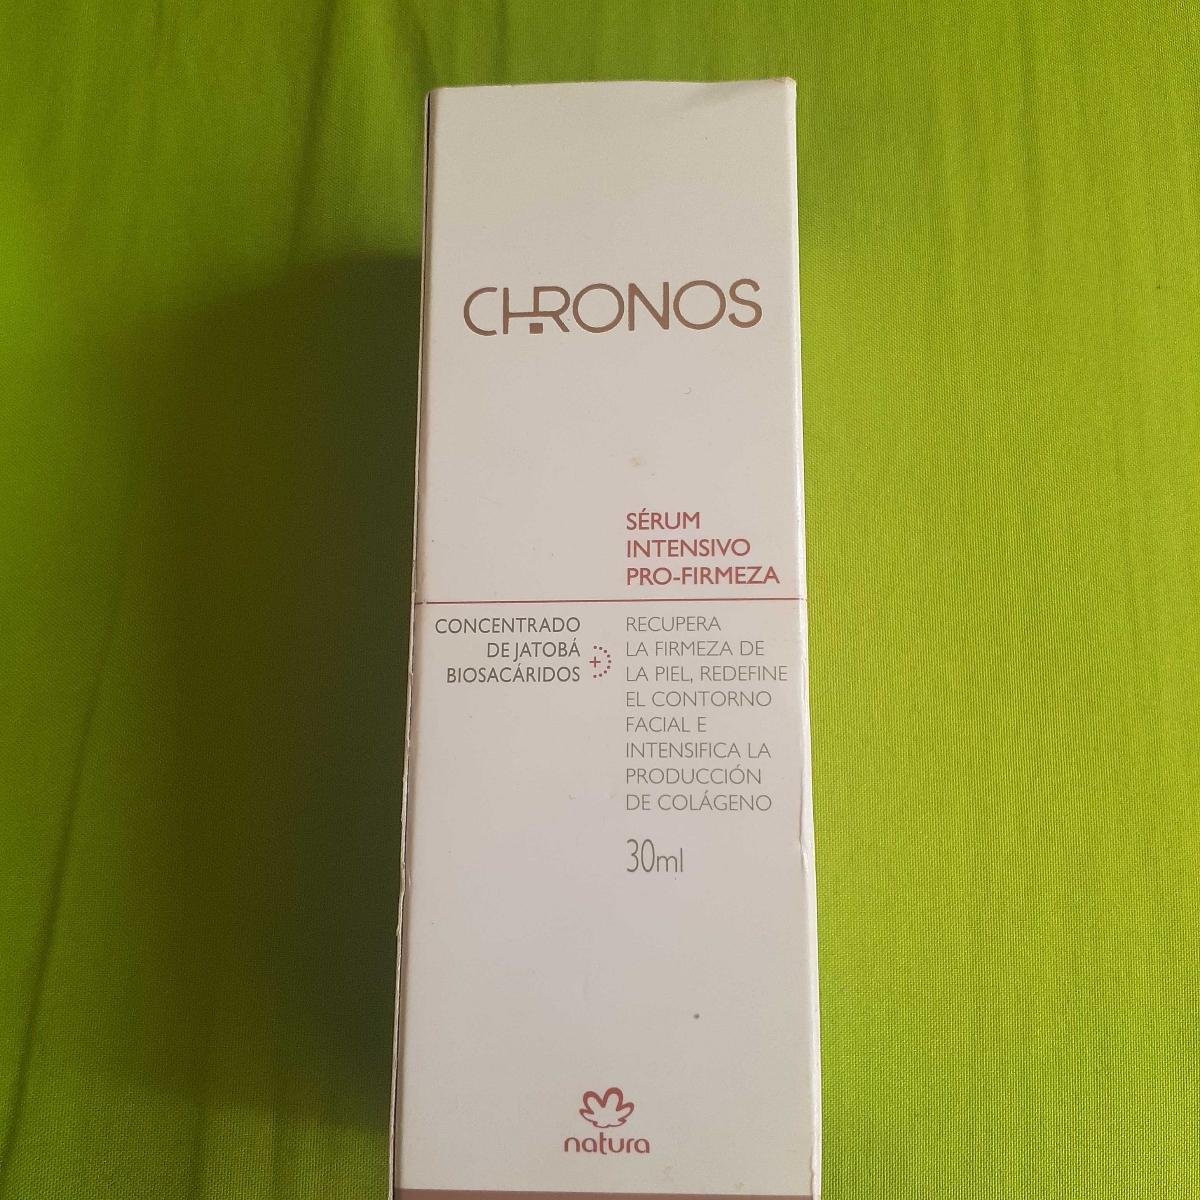 CHRONOS
SÉRUM
INTENSIVO
PRO-FIRMEZA
CONCENTRADO
DE JATOBÁ
BIOSACÁRIDOS
+
RECUPERA
LA FIRMEZA DE
LA PIEL, REDEFINE
EL CONTORNO
FACIAL E
INTENSIFICA LA
PRODUCCIÓN
DE COLÁGENO
30ml
natura